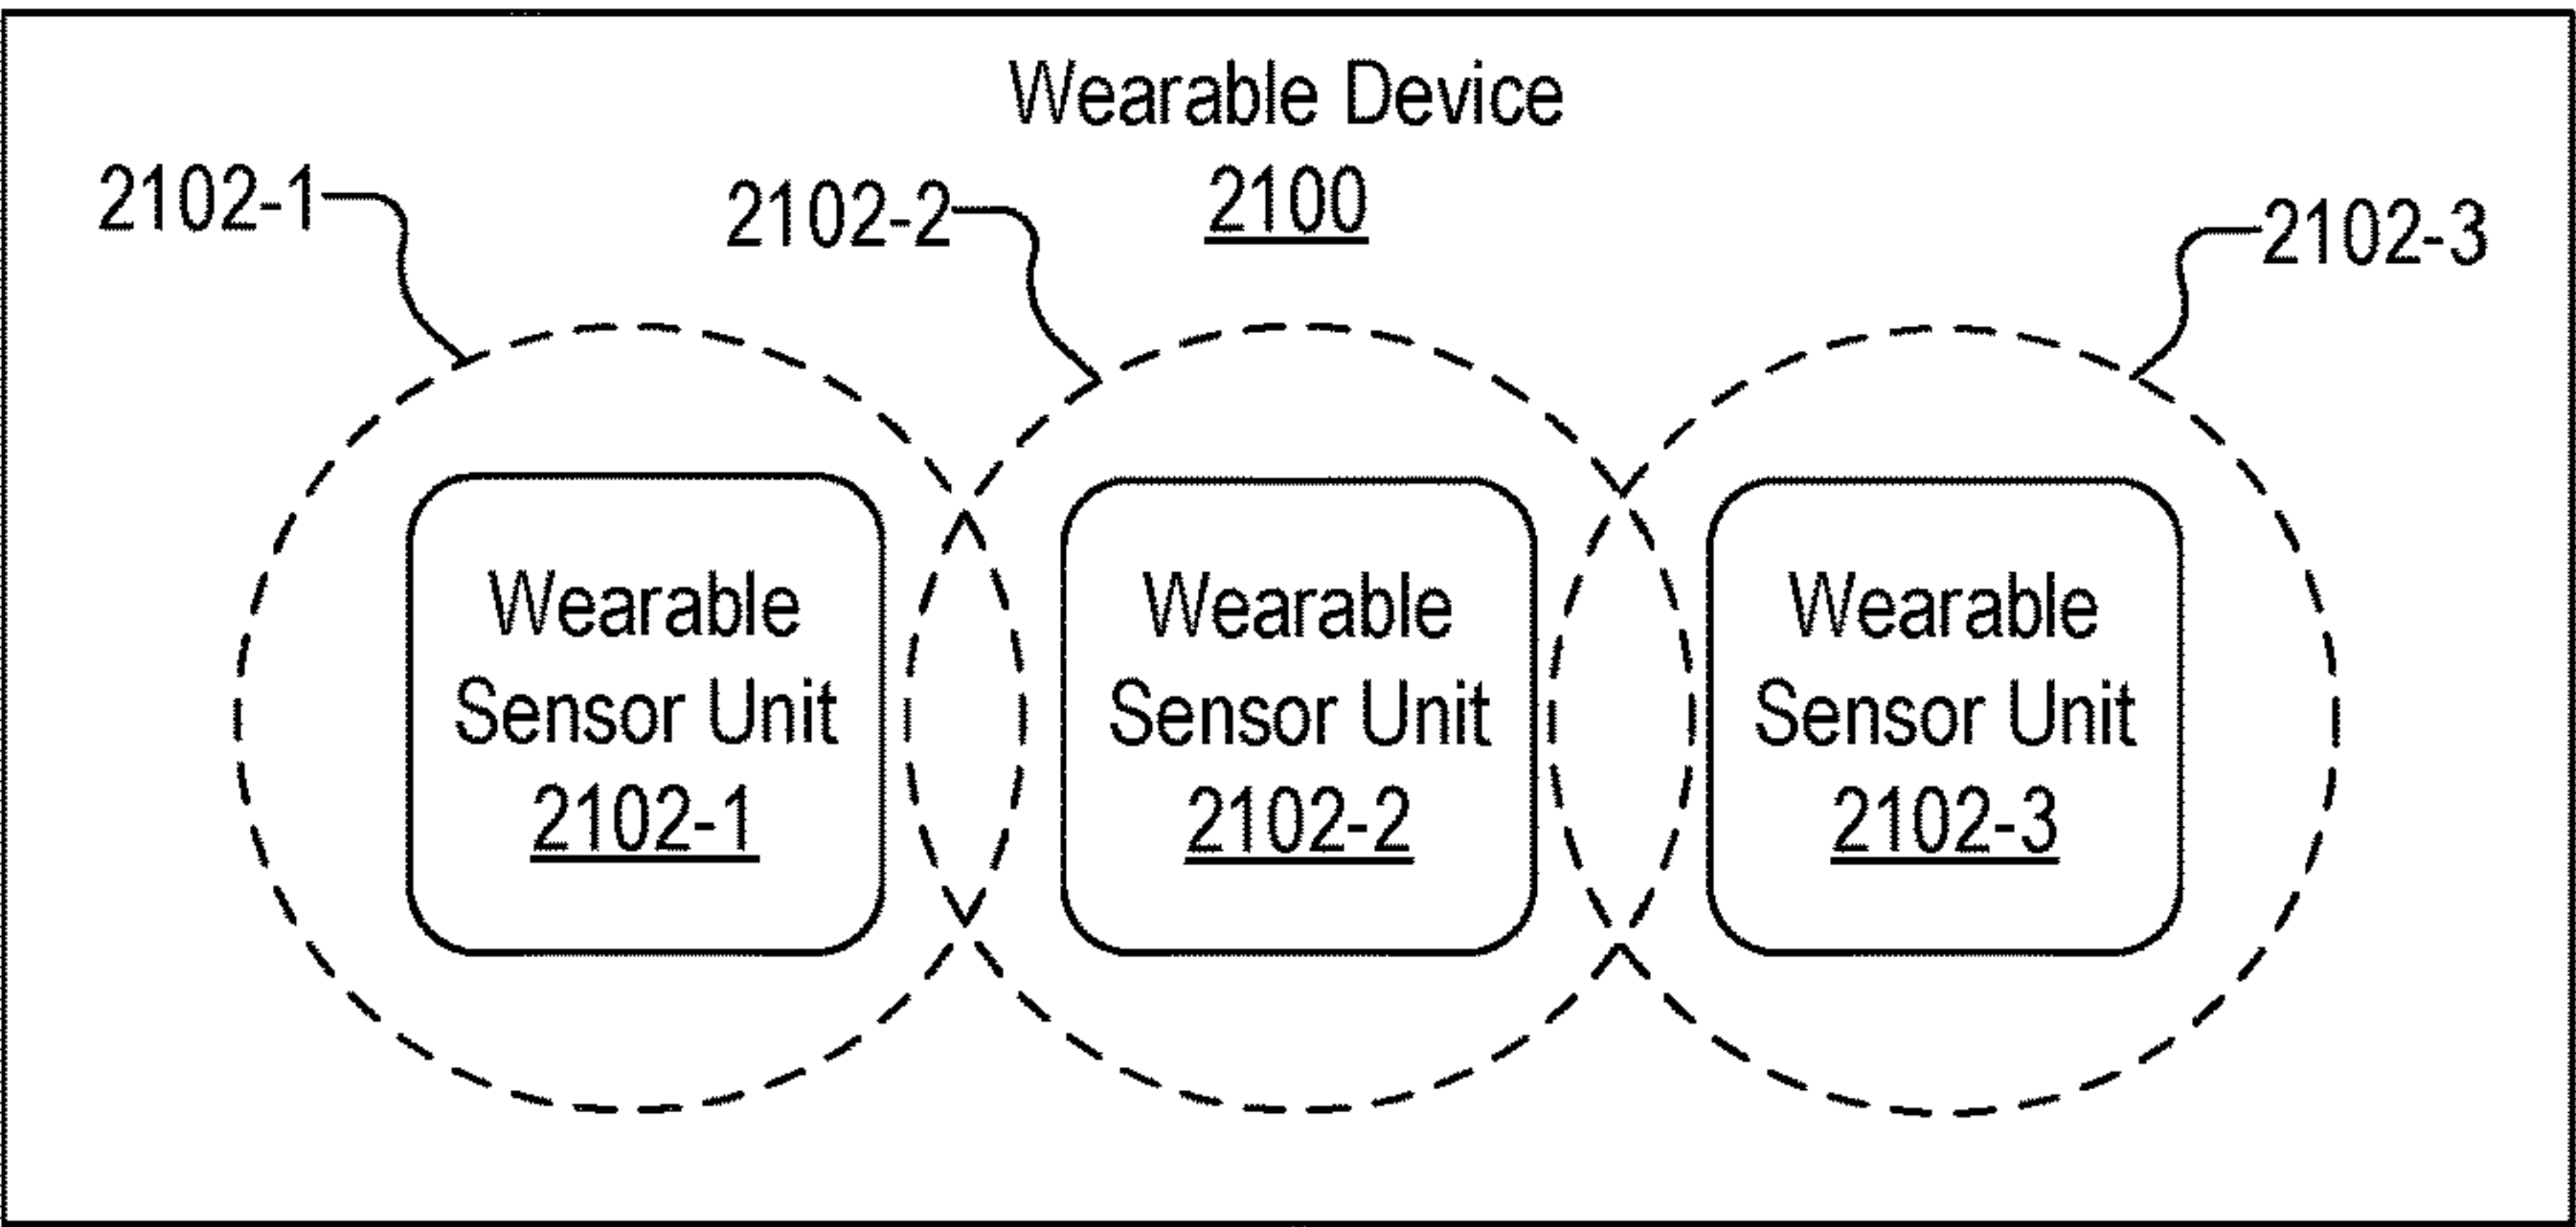 Wearable Device
2100
2102-1
2102-2
2102-3
Wearable
Sensor Unit
2102-1
Wearable
Sensor Unit
2102-2
Wearable
Sensor Unit
2102-3